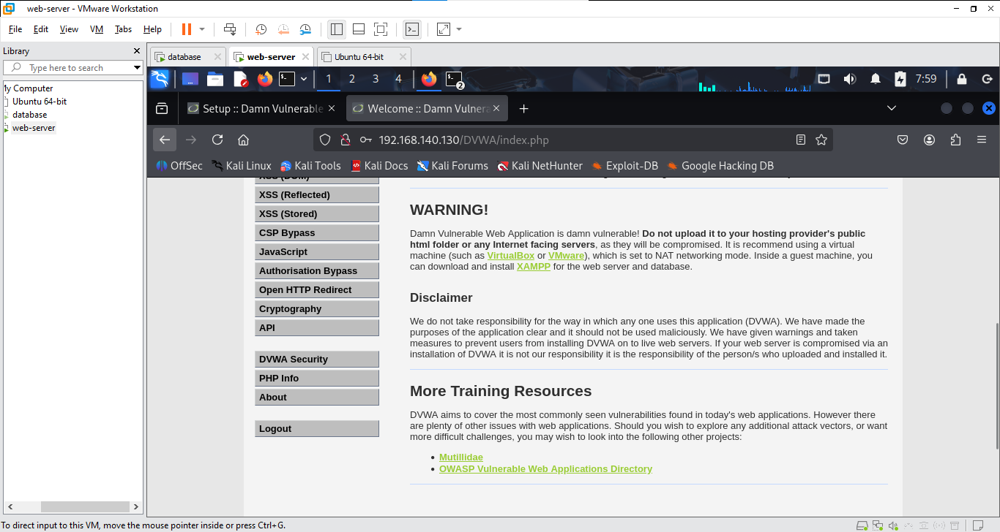 web-server - VMware Workstation
File Edit View VM Tabs Help
Library
Type here to search
My Computer
Ubuntu 64-bit
database
web-server
database web-server Ubuntu 64-bit
1 2 3 4 2 7:59
Setup :: Damn Vulnerable Welcome :: Damn Vulnera
192.168.140.130/DVWA/index.php
OffSec Kali Linux Kali Tools Kali Docs Kali Forums Kali NetHunter Exploit-DB Google Hacking DB
XSS (DOM)
XSS (Reflected)
XSS (Stored)
CSP Bypass
JavaScript
Authorisation Bypass
Open HTTP Redirect
Cryptography
API
DVWA Security
PHP Info
About
Logout
WARNING!
Damn Vulnerable Web Application is damn vulnerable! Do not upload it to your hosting provider's public
html folder or any Internet facing servers, as they will be compromised. It is recommend using a virtual
machine (such as VirtualBox or VMware), which is set to NAT networking mode. Inside a guest machine, you
can download and install XAMPP for the web server and database.
Disclaimer
We do not take responsibility for the way in which any one uses this application (DVWA). We have made the
purposes of the application clear and it should not be used maliciously. We have given warnings and taken
measures to prevent users from installing DVWA on to live web servers. If your web server is compromised via an
installation of DVWA it is not our responsibility it is the responsibility of the person/s who uploaded and installed it.
More Training Resources
DVWA aims to cover the most commonly seen vulnerabilities found in today's web applications. However there
are plenty of other issues with web applications. Should you wish to explore any additional attack vectors, or want
more difficult challenges, you may wish to look into the following other projects:
• Mutillidae
• OWASP Vulnerable Web Applications Directory
To direct input to this VM, move the mouse pointer inside or press Ctrl+G.